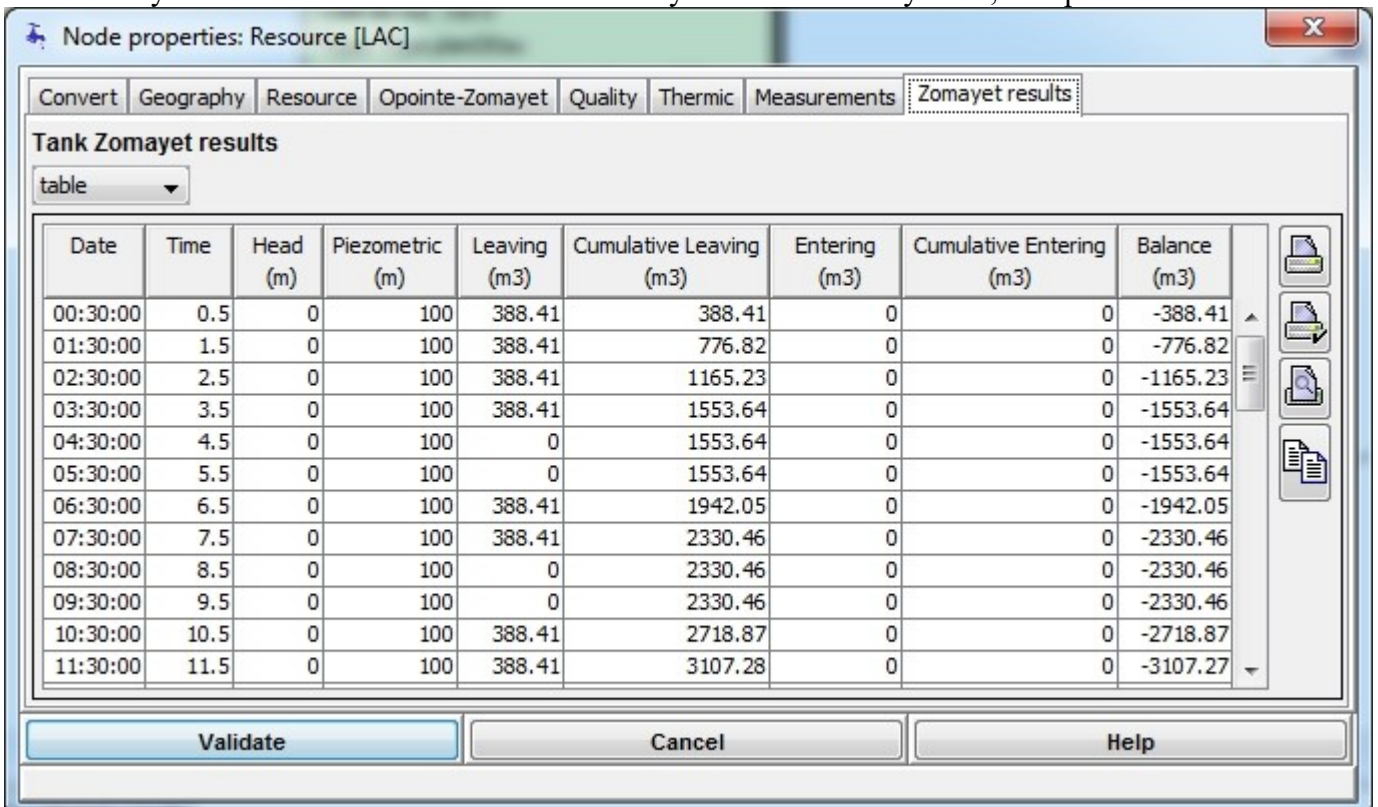 Node properties: Resource [LAC]
Convert Geography Resource Opointe-Zomayet Quality Thermic Measurements Zomayet results
Tank Zomayet results
table
Date Time Head (m) Piezometric (m) Leaving (m3) Cumulative Leaving (m3) Entering (m3) Cumulative Entering (m3) Balance (m3)
00:30:00 0.5 0 100 388.41 388.41 0 0 -388.41
01:30:00 1.5 0 100 388.41 776.82 0 0 -776.82
02:30:00 2.5 0 100 388.41 1165.23 0 0 -1165.23
03:30:00 3.5 0 100 388.41 1553.64 0 0 -1553.64
04:30:00 4.5 0 100 0 1553.64 0 0 -1553.64
05:30:00 5.5 0 100 0 1553.64 0 0 -1553.64
06:30:00 6.5 0 100 388.41 1942.05 0 0 -1942.05
07:30:00 7.5 0 100 388.41 2330.46 0 0 -2330.46
08:30:00 8.5 0 100 0 2330.46 0 0 -2330.46
09:30:00 9.5 0 100 0 2330.46 0 0 -2330.46
10:30:00 10.5 0 100 388.41 2718.87 0 0 -2718.87
11:30:00 11.5 0 100 388.41 3107.28 0 0 -3107.27
Validate Cancel Help